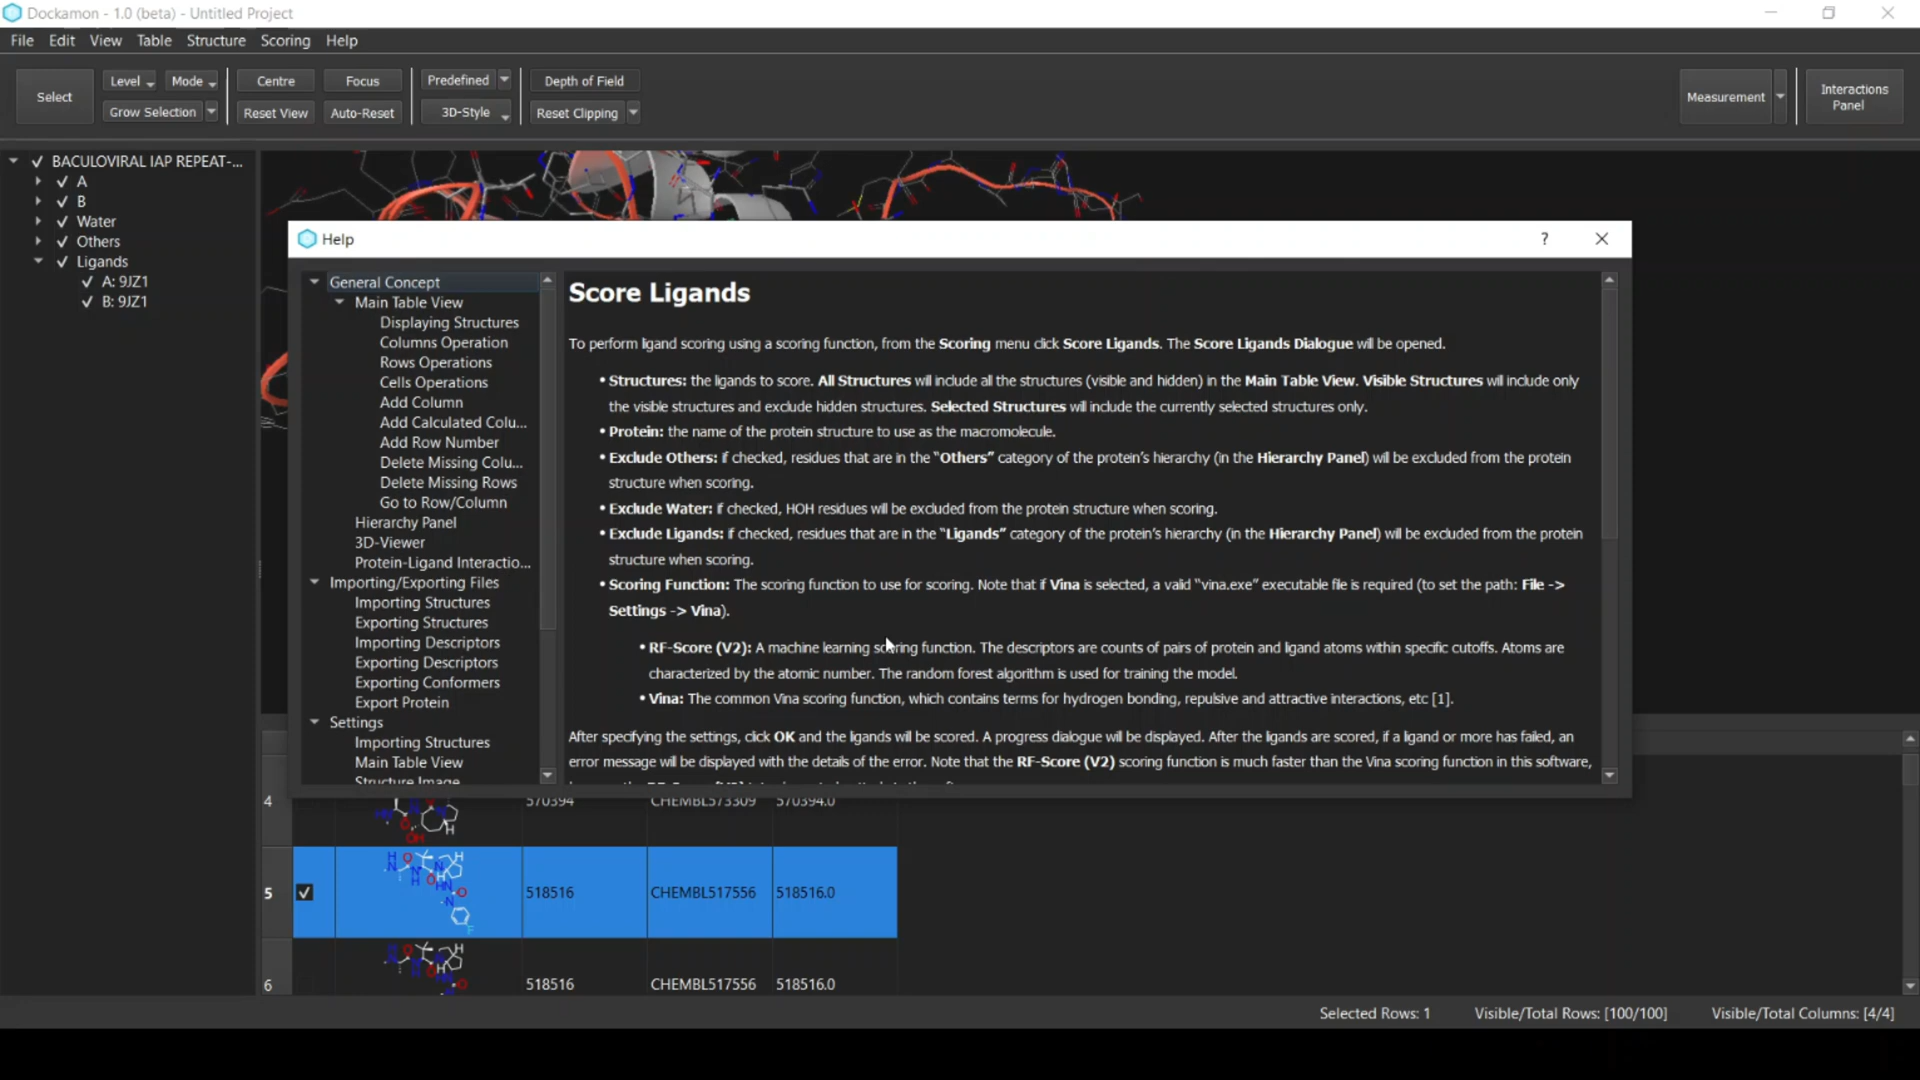 Dockamon - 1.0 (beta) - Untitled Project
File Edit View Table Structure Scoring Help
Select
Level Mode
Grow Selection
Centre Focus
Reset View Auto-Reset
Predefined
3D-Style
Depth of Field
Reset Clipping
Measurement
Interactions
Panel
BACULOVIRAL IAP REPEAT-...
A
B
Water
Others
Ligands
A: 9JZ1
B: 9JZ1
Help
General Concept
Main Table View
Displaying Structures
Columns Operation
Rows Operations
Cells Operations
Add Column
Add Calculated Colu...
Add Row Number
Delete Missing Colu...
Delete Missing Rows
Go to Row/Column
Hierarchy Panel
3D-Viewer
Protein-Ligand Interactio...
Importing/Exporting Files
Importing Structures
Exporting Structures
Importing Descriptors
Exporting Descriptors
Exporting Conformers
Export Protein
Settings
Importing Structures
Main Table View
Structure Image
Score Ligands
To perform ligand scoring using a scoring function, from the Scoring menu click Score Ligands. The Score Ligands Dialogue will be opened.
• Structures: the ligands to score. All Structures will include all the structures (visible and hidden) in the Main Table View. Visible Structures will include only
the visible structures and exclude hidden structures. Selected Structures will include the currently selected structures only.
• Protein: the name of the protein structure to use as the macromolecule.
• Exclude Others: if checked, residues that are in the "Others" category of the protein's hierarchy (in the Hierarchy Panel) will be excluded from the protein
structure when scoring.
• Exclude Water: if checked, HOH residues will be excluded from the protein structure when scoring.
• Exclude Ligands: if checked, residues that are in the "Ligands" category of the protein's hierarchy (in the Hierarchy Panel) will be excluded from the protein
structure when scoring.
• Scoring Function: The scoring function to use for scoring. Note that if Vina is selected, a valid "vina.exe" executable file is required (to set the path: File ->
Settings -> Vina).
• RF-Score (V2): A machine learning scoring function. The descriptors are counts of pairs of protein and ligand atoms within specific cutoffs. Atoms are
characterized by the atomic number. The random forest algorithm is used for training the model.
• Vina: The common Vina scoring function, which contains terms for hydrogen bonding, repulsive and attractive interactions, etc [1].
After specifying the settings, click OK and the ligands will be scored. A progress dialogue will be displayed. After the ligands are scored, if a ligand or more has failed, an
error message will be displayed with the details of the error. Note that the RF-Score (V2) scoring function is much faster than the Vina scoring function in this software,
4 570394 CHEMBL573309 570394.0
5 518516 CHEMBL517556 518516.0
6 518516 CHEMBL517556 518516.0
Selected Rows: 1 Visible/Total Rows: [100/100] Visible/Total Columns: [4/4]